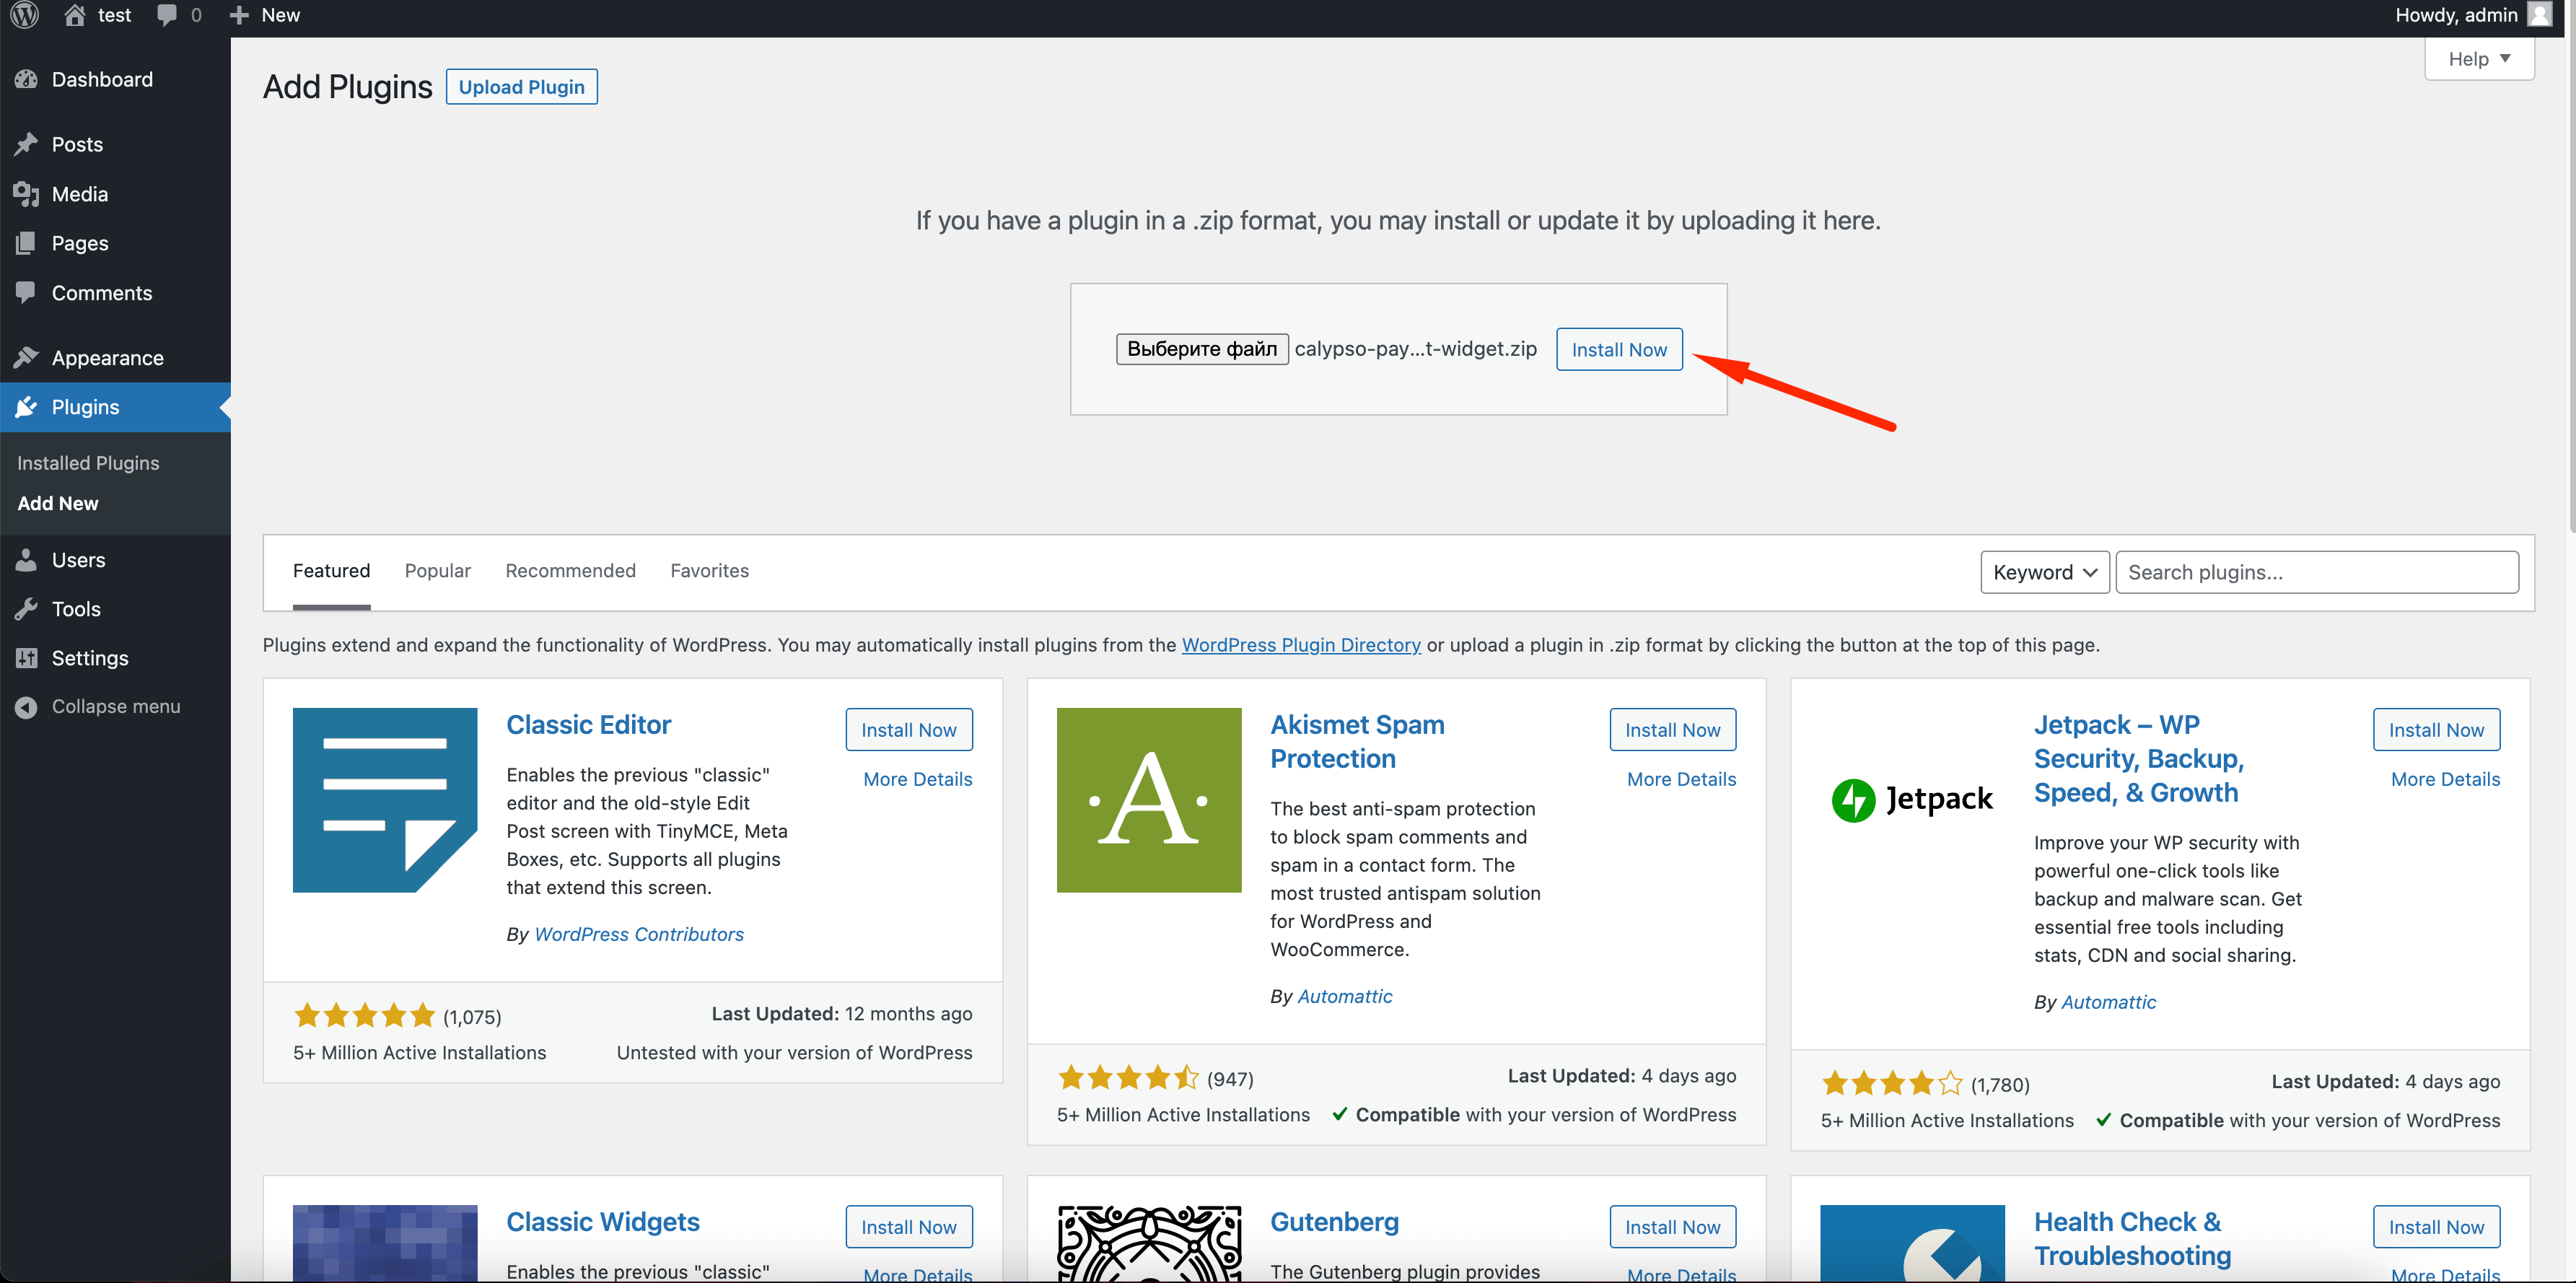 test
0
New
Howdy, admin
Dashboard
Posts
Media
Pages
Comments
Appearance
Plugins
Installed Plugins
Add New
Users
Tools
Settings
Collapse menu
Add Plugins
Upload Plugin
Help
If you have a plugin in a .zip format, you may install or update it by uploading it here.
Выберите файл calypso-pay...t-widget.zip Install Now
Featured Popular Recommended Favorites
Keyword Search plugins...
Plugins extend and expand the functionality of WordPress. You may automatically install plugins from the WordPress Plugin Directory or upload a plugin in .zip format by clicking the button at the top of this page.
Classic Editor
Install Now
More Details
Enables the previous "classic"
editor and the old-style Edit
Post screen with TinyMCE, Meta
Boxes, etc. Supports all plugins
that extend this screen.
By WordPress Contributors
(1,075)
Last Updated: 12 months ago
5+ Million Active Installations
Untested with your version of WordPress
A
Akismet Spam
Protection
Install Now
More Details
The best anti-spam protection
to block spam comments and
spam in a contact form. The
most trusted antispam solution
for WordPress and
WooCommerce.
By Automattic
(947)
Last Updated: 4 days ago
5+ Million Active Installations
Compatible with your version of WordPress
Jetpack
Jetpack – WP
Security, Backup,
Speed, & Growth
Install Now
More Details
Improve your WP security with
powerful one-click tools like
backup and malware scan. Get
essential free tools including
stats, CDN and social sharing.
By Automattic
(1,780)
Last Updated: 4 days ago
5+ Million Active Installations
Compatible with your version of WordPress
Classic Widgets
Install Now
More Details
Enables the previous "classic"
Gutenberg
Install Now
More Details
The Gutenberg plugin provides
Health Check &
Troubleshooting
Install Now
More Details